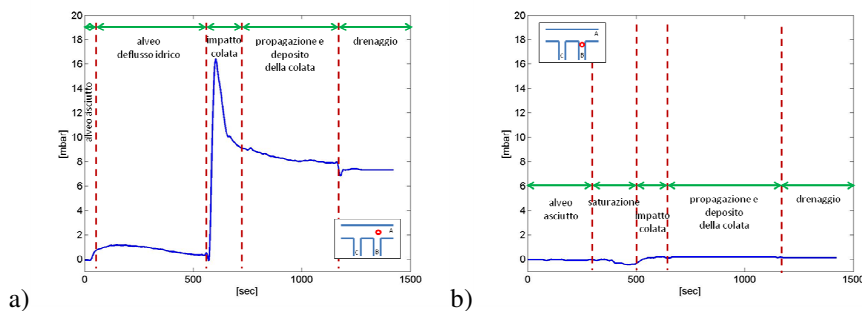 a)
20
18
16
14
12
10
8
6
4
2
0
[mbar]
alveo asciutto
alveo
deflusso idrico
impatto
colata
propagazione e
deposito
della colata
drenaggio
A
C
B
0
500
1000
1500
[sec]
b)
20
18
16
14
12
10
8
6
4
2
0
[mbar]
A
C
B
alveo
asciutto
saturazione
impatto
colata
propagazione e
deposito
della colata
drenaggio
0
500
1000
1500
[sec]